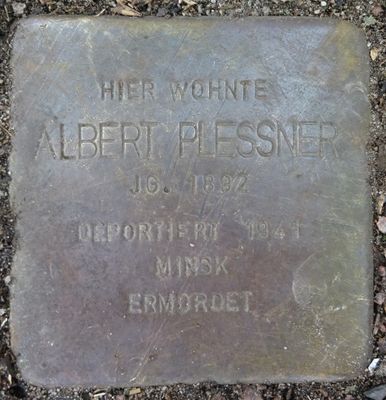 HIER WOHNTE
ALBERT PLESSNER
JG. 1892
DEPORTIERT 1941
MINSK
ERMORDET